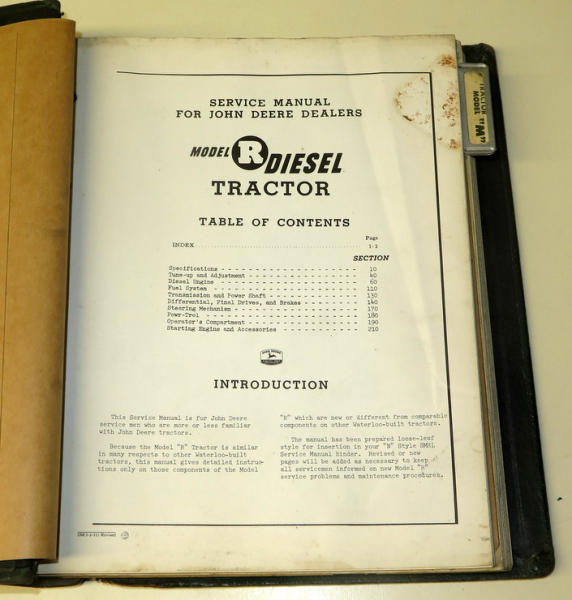 SERVICE MANUAL
FOR JOHN DEERE DEALERS
MODEL R DIESEL
TRACTOR
TABLE OF CONTENTS
Page
INDEX 1-2
SECTION
Specifications - - - - - - - - - - - - - - - - - - - - 10
Tune-up and Adjustment - - - - - - - - - - - - - - - - 40
Diesel Engine - - - - - - - - - - - - - - - - - - - - 60
Fuel System - - - - - - - - - - - - - - - - - - - - - 110
Transmission and Power Shaft - - - - - - - - - - - - - 130
Differential, Final Drives, and Brakes - - - - - - - - 140
Steering Mechanism - - - - - - - - - - - - - - - - - - 170
Powr-Trol - - - - - - - - - - - - - - - - - - - - - - 180
Operator's Compartment - - - - - - - - - - - - - - - - 190
Starting Engine and Accessories - - - - - - - - - - - 210
INTRODUCTION
This Service Manual is for John Deere
service men who are more or less familiar
with John Deere tractors.
Because the Model "R" Tractor is similar
in many respects to other Waterloo-built
tractors, this manual gives detailed instruc-
tions only on those components of the Model
"R" which are new or different from comparable
components on other Waterloo-built tractors.
The manual has been prepared loose-leaf
style for insertion in your "N" Style
Service Manual Binder. Revised or new
pages will be added as necessary to keep
all servicemen informed on new Model "R"
service problems and maintenance procedures.
TRACTOR
MODEL "M"